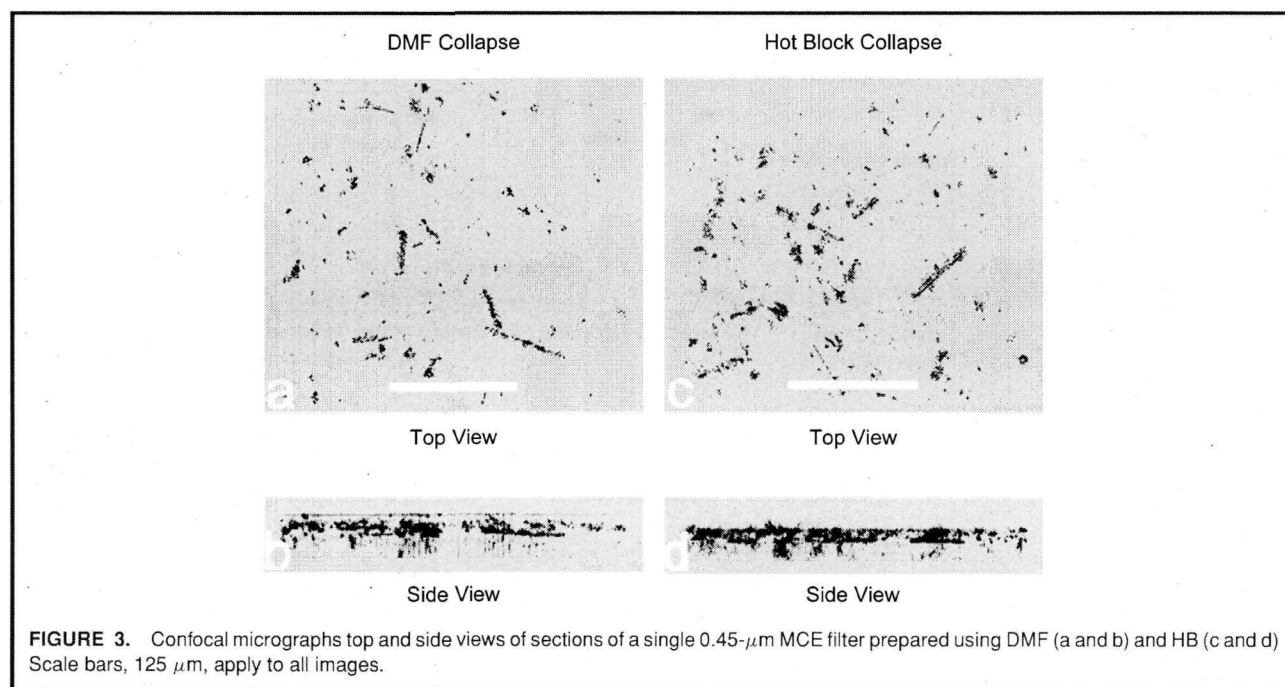 DMF Collapse
Hot Block Collapse
a
c
Top View
Top View
b
d
Side View
Side View
FIGURE 3. Confocal micrographs top and side views of sections of a single 0.45-μm MCE filter prepared using DMF (a and b) and HB (c and d)
Scale bars, 125 μm, apply to all images.